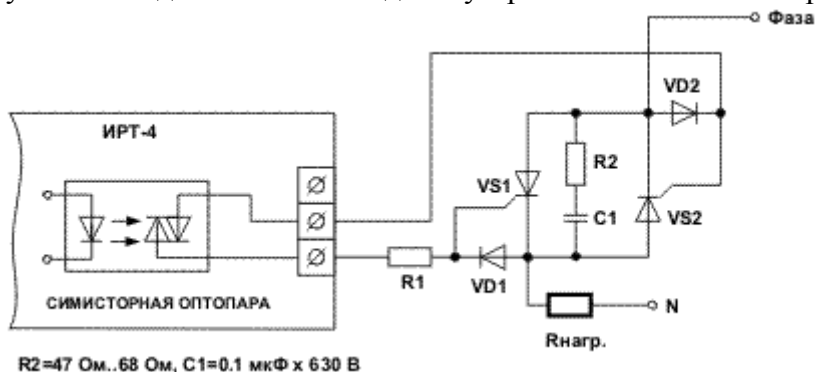 Фаза
VD2
ИРТ-4
R2
VS1
C1
VS2
R1
VD1
N
СИМИСТОРНАЯ ОПТОПАРА
Rнагр.
R2=47 Ом..68 Ом, C1=0.1 мкФ x 630 В